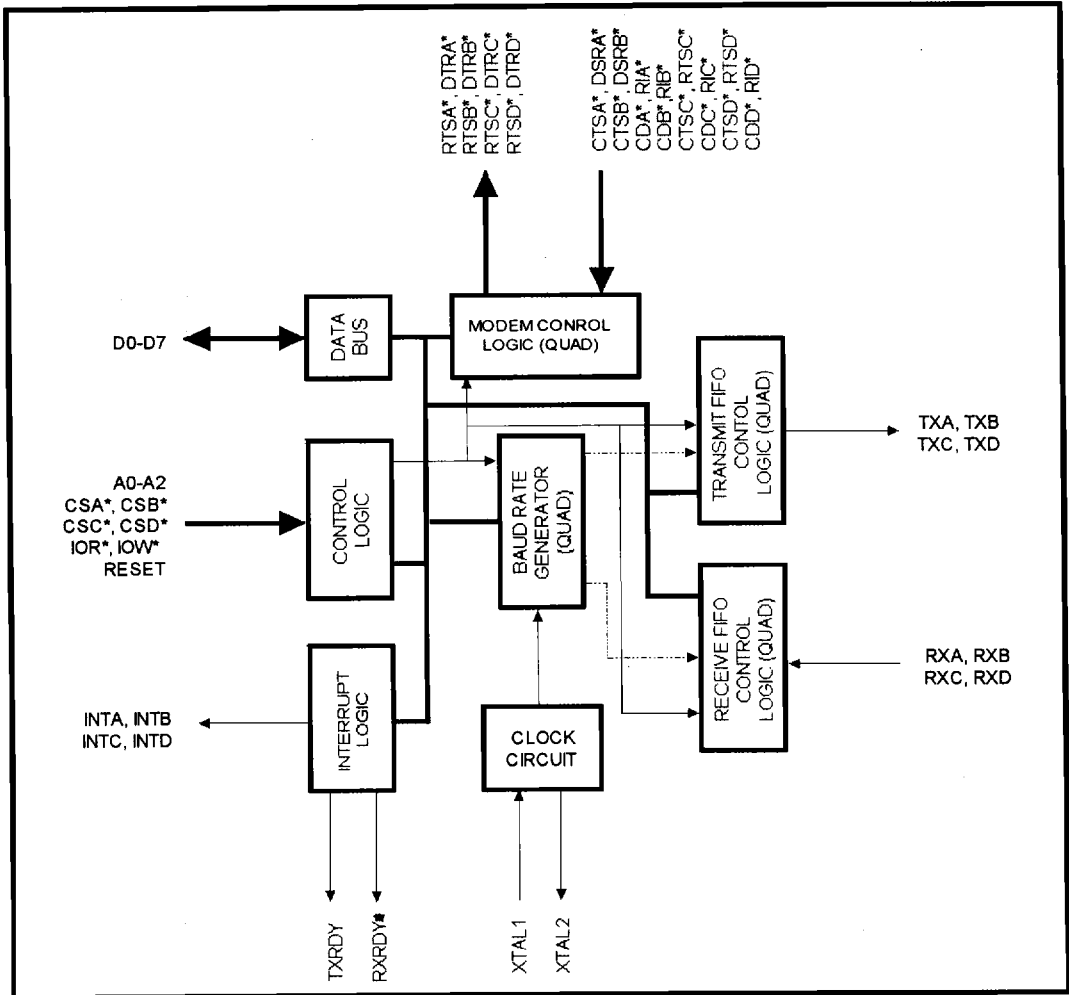 RTSA*, DTRA*
RTSB*, DTRB*
RTSC*, DTRC*
RTSD*, DTRD*
CTSA*, DSRA*
CTSB*, DSRB*
CDA*, RIA*
CDB*,RIB*
CTSC*, RTSC*
CDC*, RIC*
CTSD*, RTSD*
CDD*, RID*
D0-D7
DATA
BUS
MODEM CONROL
LOGIC (QUAD)
TRANSMIT FIFO
CONTOL
LOGIC (QUAD)
TXA, TXB
TXC, TXD
A0-A2
CSA*, CSB*
CSC*, CSD*
IOR*, IOW*
RESET
CONTROL
LOGIC
BAUD RATE
GENERATOR
(QUAD)
RECEIVE FIFO
CONTROL
LOGIC (QUAD)
RXA, RXB
RXC, RXD
INTA, INTB
INTC, INTD
INTERRUPT
LOGIC
CLOCK
CIRCUIT
TXRDY
RXRDY*
XTAL1
XTAL2